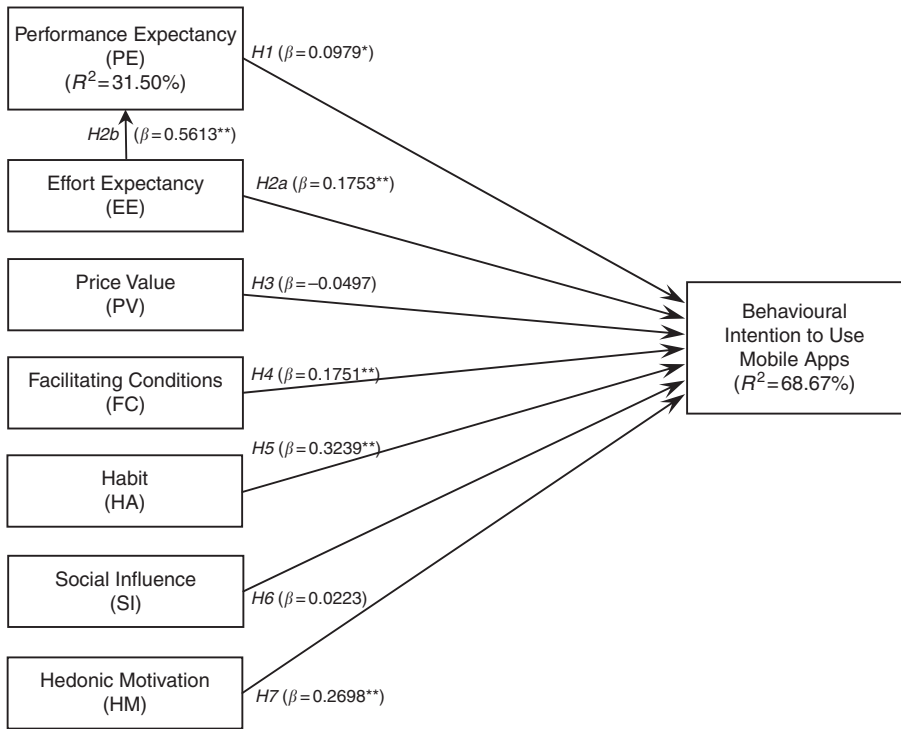 Performance Expectancy
(PE)
(R²=31.50%)
H1 (β=0.0979*)
H2b (β=0.5613**)
Effort Expectancy
(EE)
H2a (β=0.1753**)
Price Value
(PV)
H3 (β=–0.0497)
Facilitating Conditions
(FC)
H4 (β=0.1751**)
Habit
(HA)
H5 (β=0.3239**)
Social Influence
(SI)
H6 (β=0.0223)
Hedonic Motivation
(HM)
H7 (β=0.2698**)
Behavioural
Intention to Use
Mobile Apps
(R²=68.67%)